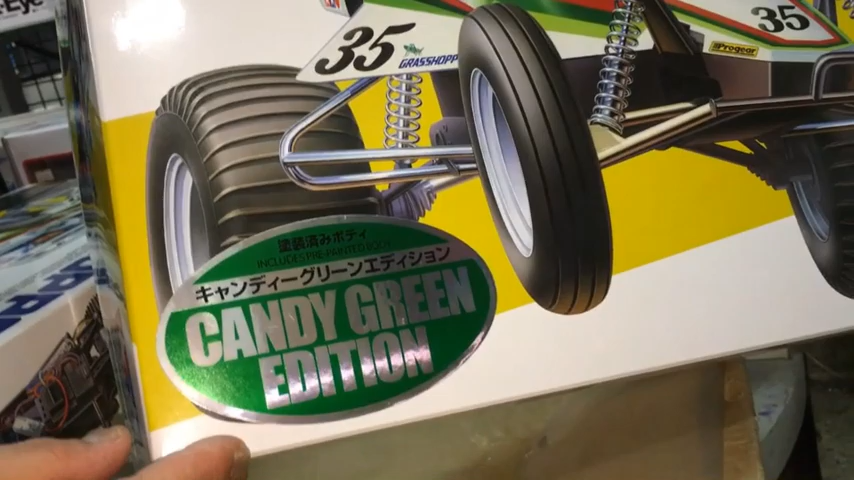 35
GRASSHOPP
35
Progear
塗装済みボディ
INCLUDES PRE-PAINTED BODY
キャンディーグリーンエディション
CANDY GREEN
EDITION